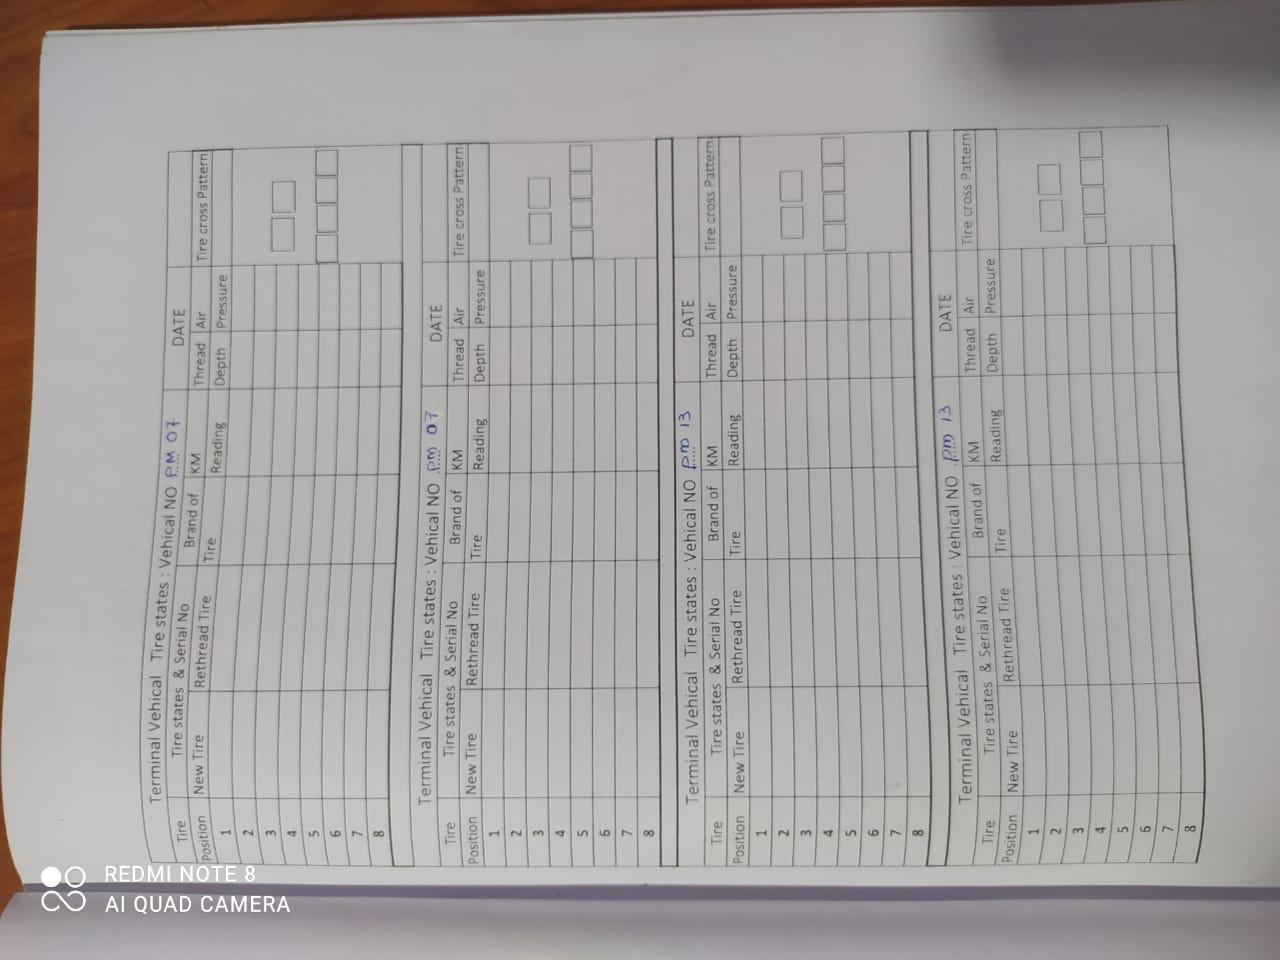 Terminal Vehical Tire states : Vehical NO PM 07 DATE
Tire Tire states & Serial No Brand of KM Thread Air Tire cross Pattern
Position New Tire Rethread Tire Tire Reading Depth Pressure
1
2
3
4
5
6
7
8
Terminal Vehical Tire states : Vehical NO PM 07 DATE
Tire Tire states & Serial No Brand of KM Thread Air Tire cross Pattern
Position New Tire Rethread Tire Tire Reading Depth Pressure
1
2
3
4
5
6
7
8
Terminal Vehical Tire states : Vehical NO PM 13 DATE
Tire Tire states & Serial No Brand of KM Thread Air Tire cross Pattern
Position New Tire Rethread Tire Tire Reading Depth Pressure
1
2
3
4
5
6
7
8
Terminal Vehical Tire states : Vehical NO PM 13 DATE
Tire Tire states & Serial No Brand of KM Thread Air Tire cross Pattern
Position New Tire Rethread Tire Tire Reading Depth Pressure
1
2
3
4
5
6
7
8
REDMI NOTE 8
AI QUAD CAMERA